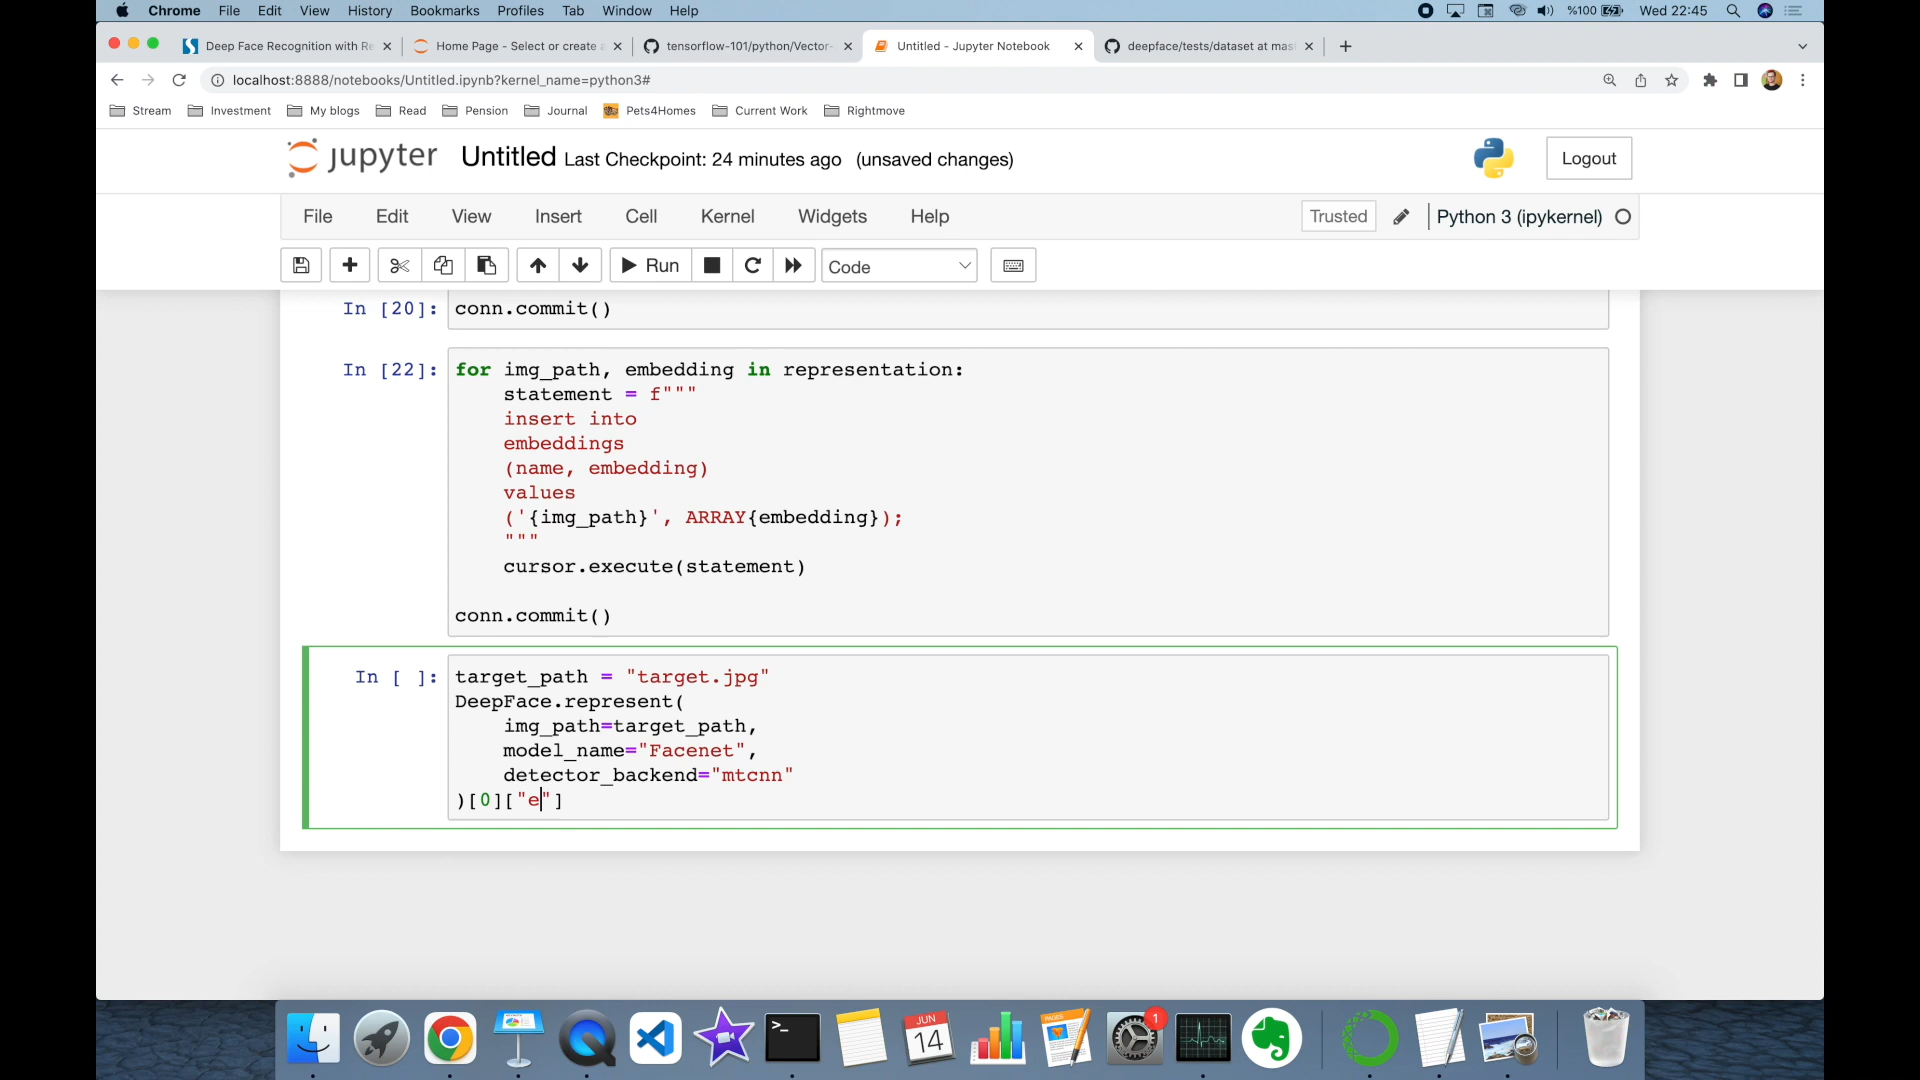 Chrome File Edit View History Bookmarks Profiles Tab Window Help %100 Wed 22:45
Deep Face Recognition with Re
Home Page - Select or create a
tensorflow-101/python/Vector-
Untitled - Jupyter Notebook
deepface/tests/dataset at mast
localhost:8888/notebooks/Untitled.ipynb?kernel_name=python3#
Stream Investment My blogs Read Pension Journal Pets4Homes Current Work Rightmove
jupyter Untitled Last Checkpoint: 24 minutes ago (unsaved changes) Logout
File Edit View Insert Cell Kernel Widgets Help Trusted Python 3 (ipykernel)
Run Code
In [20]: conn.commit()
In [22]: for img_path, embedding in representation:
statement = f"""
insert into
embeddings
(name, embedding)
values
('{img_path}', ARRAY{embedding});
"""
cursor.execute(statement)
conn.commit()
In [ ]: target_path = "target.jpg"
DeepFace.represent(
img_path=target_path,
model_name="Facenet",
detector_backend="mtcnn"
)[0]["e"]
>_
JUN
14
PAGES
1